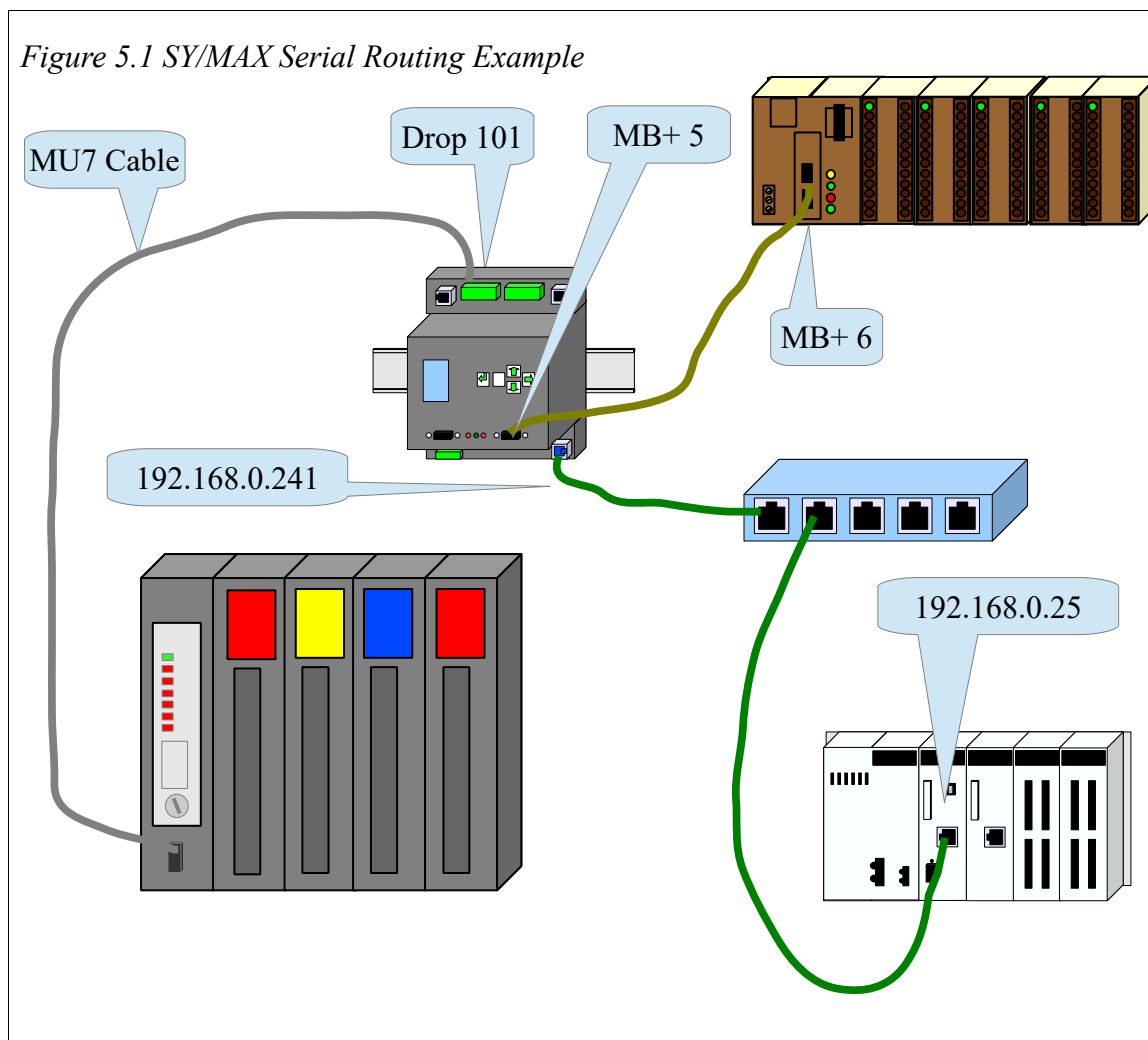 Figure 5.1 SY/MAX Serial Routing Example
MU7 Cable
Drop 101
MB+ 5
MB+ 6
192.168.0.241
192.168.0.25